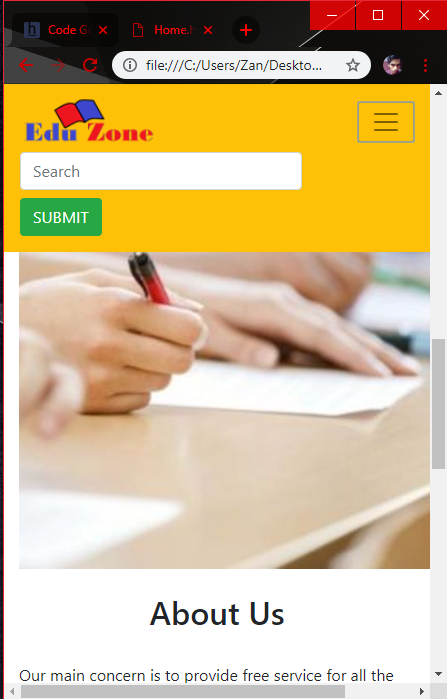 Code G
Home.h
file:///C:/Users/Zan/Deskto...
Edu Zone
Search
SUBMIT
About Us
Our main concern is to provide free service for all the